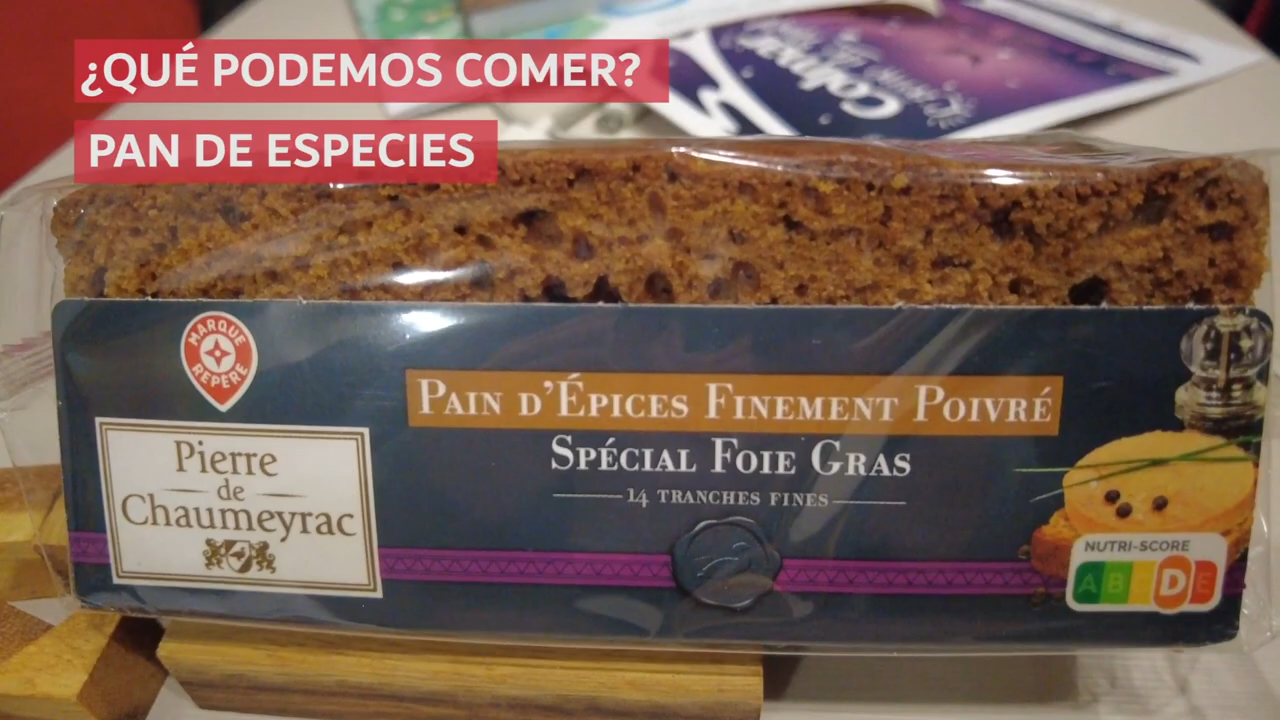 ¿QUÉ PODEMOS COMER?
PAN DE ESPECIES
Colmar
MARQUE
REPÈRE
PAIN D'ÉPICES FINEMENT POIVRÉ
SPÉCIAL FOIE GRAS
14 TRANCHES FINES
Pierre
de
Chaumeyrac
NUTRI-SCORE
A B C D E